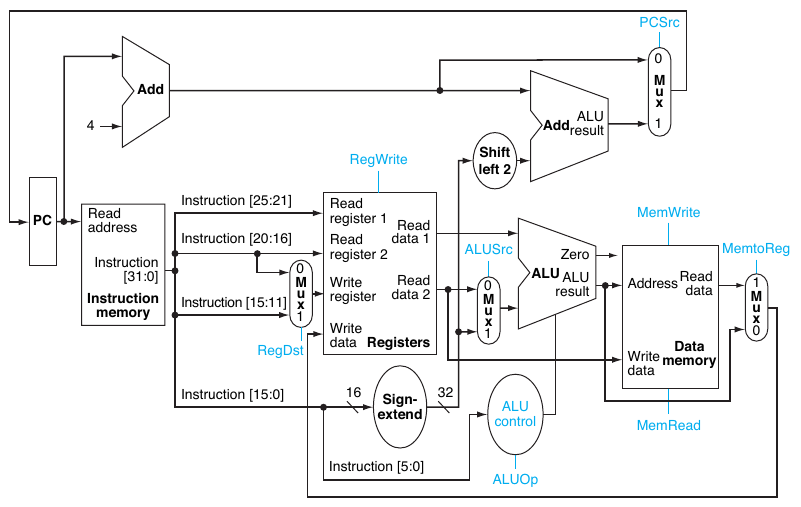 PCSrc
0
M
u
x
1
Add
4
Add
ALU
result
Shift
left 2
RegWrite
PC
Read
address
Instruction
[31:0]
Instruction
memory
Instruction [25:21]
Instruction [20:16]
Instruction [15:11]
0
M
u
x
1
RegDst
Read
register 1
Read
register 2
Write
register
Write
data
Read
data 1
Read
data 2
Registers
ALUSrc
0
M
u
x
1
Zero
ALU
ALU
result
MemWrite
Address
Read
data
Write
data
Data
memory
MemRead
MemtoReg
1
M
u
x
0
Instruction [15:0]
16
Sign-
extend
32
ALU
control
Instruction [5:0]
ALUOp